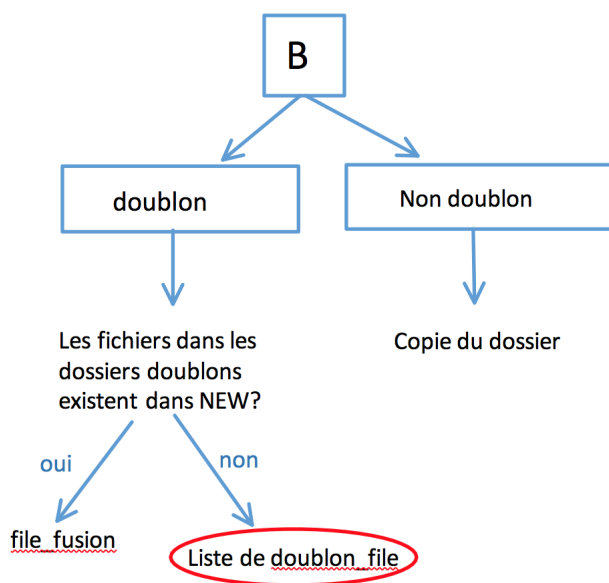 B
doublon
Non doublon
Les fichiers dans les
dossiers doublons
existent dans NEW?
Copie du dossier
oui
non
file_fusion
Liste de doublon_file